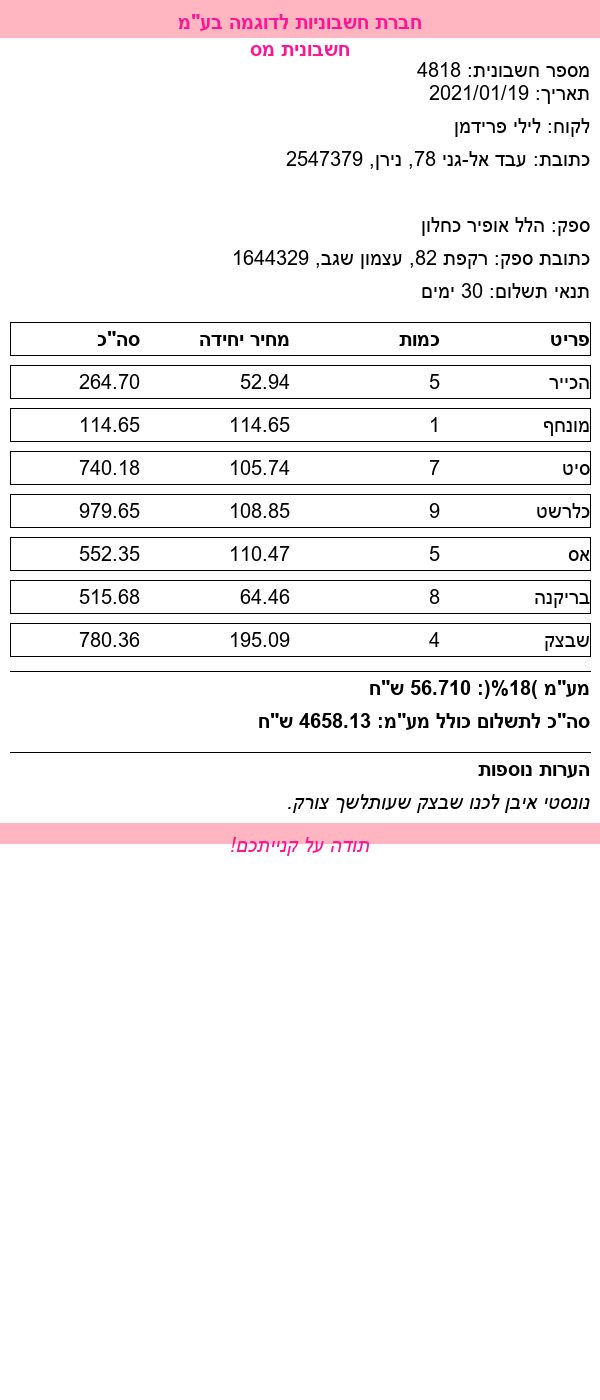 חברת חשבוניות לדוגמה בע"מ
חשבונית מס
מספר חשבונית: 4818
תאריך: 2021/01/19
לקוח: לילי פרידמן
כתובת: עבד אל-גני 78, נירן, 2547379
ספק: הלל אופיר כחלון
כתובת ספק: רקפת 82, עצמון שגב, 1644329
תנאי תשלום: 30 ימים
פריט כמות מחיר יחידה סה"כ
הכייר 5 52.94 264.70
מונחף 1 114.65 114.65
סיט 7 105.74 740.18
כלרשט 9 108.85 979.65
אס 5 110.47 552.35
בריקנה 8 64.46 515.68
שבצק 4 195.09 780.36
מע"מ )18%(: 56.710 ש"ח
סה"כ לתשלום כולל מע"מ: 4658.13 ש"ח
הערות נוספות
נונסטי איבן לכנו שבצק שעותלשך צורק.
תודה על קנייתכם!